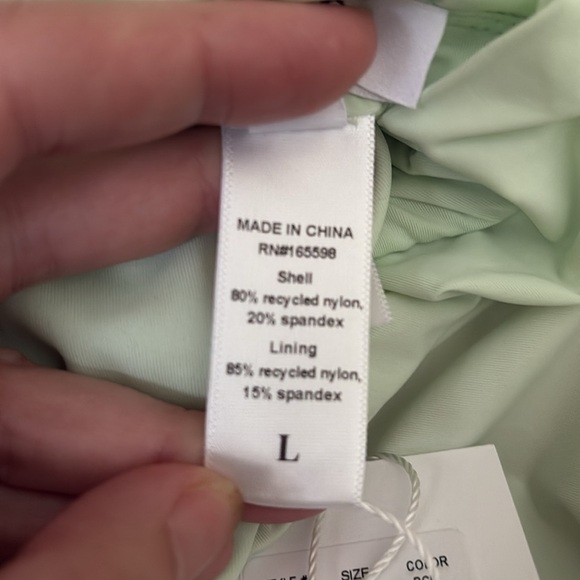 MADE IN CHINA
RN#165598
Shell
80% recycled nylon,
20% spandex
Lining
85% recycled nylon,
15% spandex
L
SIZE
COLOR